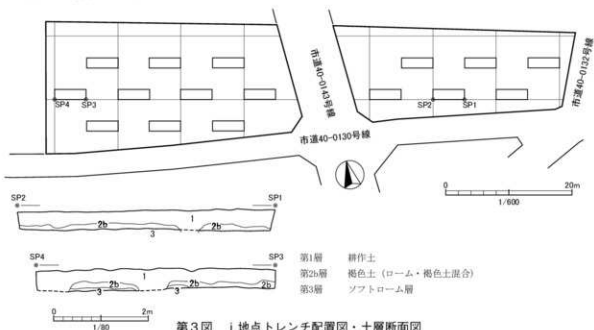 市道40-0143号線
市道40-0132号線
SP4 SP3
SP2 SP1
市道40-0130号線
0 20m
1/600
SP2 SP1
1
2b 2b
3
SP4 SP3
1
2b 2b 2b
3 3
第1層 耕作土
第2b層 褐色土(ローム・褐色土混合)
第3層 ソフトローム層
0 2m
1/80
第3図 i地点トレンチ配置図・土層断面図